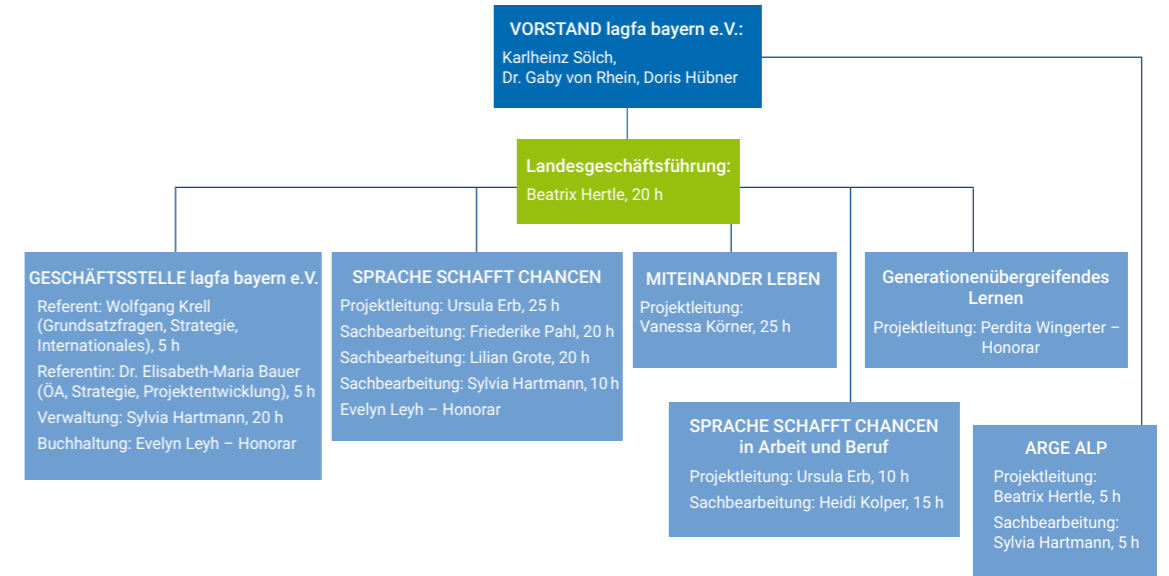 VORSTAND lagfa bayern e.V.:
Karlheinz Sölch,
Dr. Gaby von Rhein, Doris Hübner
Landesgeschäftsführung:
Beatrix Hertle, 20 h
GESCHÄFTSSTELLE lagfa bayern e.V.
Referent: Wolfgang Krell
(Grundsatzfragen, Strategie,
Internationales), 5 h
Referentin: Dr. Elisabeth-Maria Bauer
(ÖA, Strategie, Projektentwicklung), 5 h
Verwaltung: Sylvia Hartmann, 20 h
Buchhaltung: Evelyn Leyh – Honorar
SPRACHE SCHAFFT CHANCEN
Projektleitung: Ursula Erb, 25 h
Sachbearbeitung: Friederike Pahl, 20 h
Sachbearbeitung: Lilian Grote, 20 h
Sachbearbeitung: Sylvia Hartmann, 10 h
Evelyn Leyh – Honorar
MITEINANDER LEBEN
Projektleitung:
Vanessa Körner, 25 h
Generationenübergreifendes
Lernen
Projektleitung: Perdita Wingerter –
Honorar
SPRACHE SCHAFFT CHANCEN
in Arbeit und Beruf
Projektleitung: Ursula Erb, 10 h
Sachbearbeitung: Heidi Kolper, 15 h
ARGE ALP
Projektleitung:
Beatrix Hertle, 5 h
Sachbearbeitung:
Sylvia Hartmann, 5 h